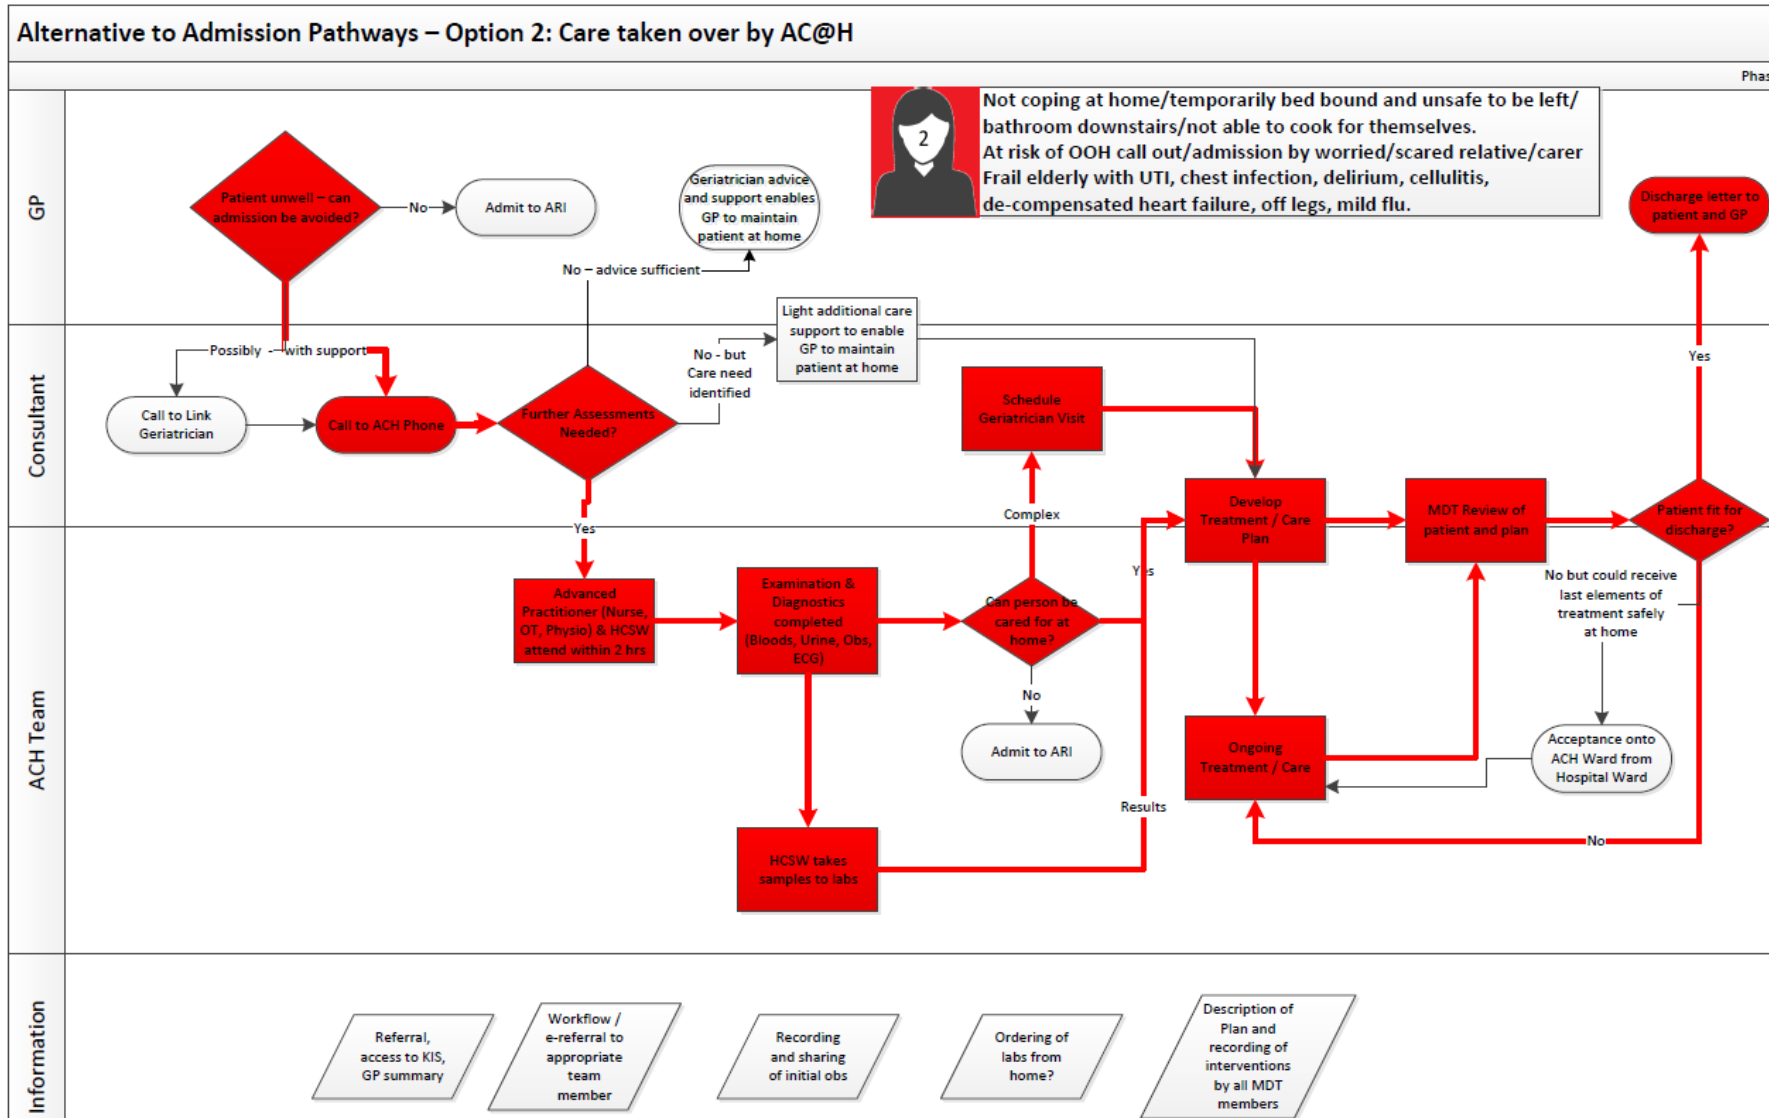 Alternative to Admission Pathways – Option 2: Care taken over by AC@H
Phas
GP
2
Not coping at home/temporarily bed bound and unsafe to be left/
bathroom downstairs/not able to cook for themselves.
At risk of OOH call out/admission by worried/scared relative/carer
Frail elderly with UTI, chest infection, delirium, cellulitis,
de-compensated heart failure, off legs, mild flu.
Patient unwell – can
admission be avoided?
No
Admit to ARI
Geriatrician advice
and support enables
GP to maintain
patient at home
Discharge letter to
patient and GP
No – advice sufficient
Consultant
Possibly - with support
Light additional care
support to enable
GP to maintain
patient at home
No - but
Care need
identified
Yes
Call to Link
Geriatrician
Call to ACH Phone
Further Assessments
Needed?
Schedule
Geriatrician Visit
Complex
Develop
Treatment / Care
Plan
MDT Review of
patient and plan
Patient fit for
discharge?
ACH Team
Yes
Advanced
Practitioner (Nurse,
OT, Physio) & HCSW
attend within 2 hrs
Examination &
Diagnostics
completed
(Bloods, Urine, Obs,
ECG)
Can person be
cared for at
home?
Yes
No but could receive
last elements of
treatment safely
at home
No
Admit to ARI
Ongoing
Treatment / Care
Acceptance onto
ACH Ward from
Hospital Ward
Results
No
HCSW takes
samples to labs
Information
Referral,
access to KIS,
GP summary
Workflow /
e-referral to
appropriate
team
member
Recording
and sharing
of initial obs
Ordering of
labs from
home?
Description of
Plan and
recording of
interventions
by all MDT
members